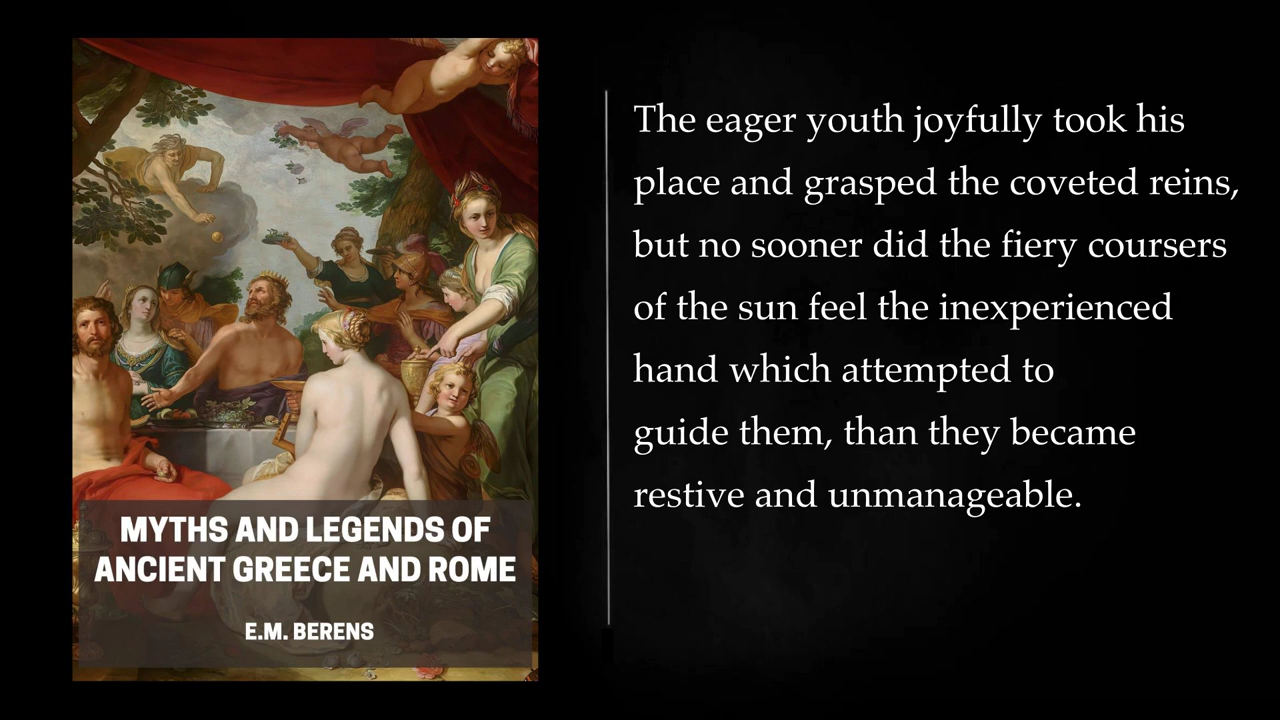 MYTHS AND LEGENDS OF
ANCIENT GREECE AND ROME
E.M. BERENS
The eager youth joyfully took his
place and grasped the coveted reins,
but no sooner did the fiery coursers
of the sun feel the inexperienced
hand which attempted to
guide them, than they became
restive and unmanageable.